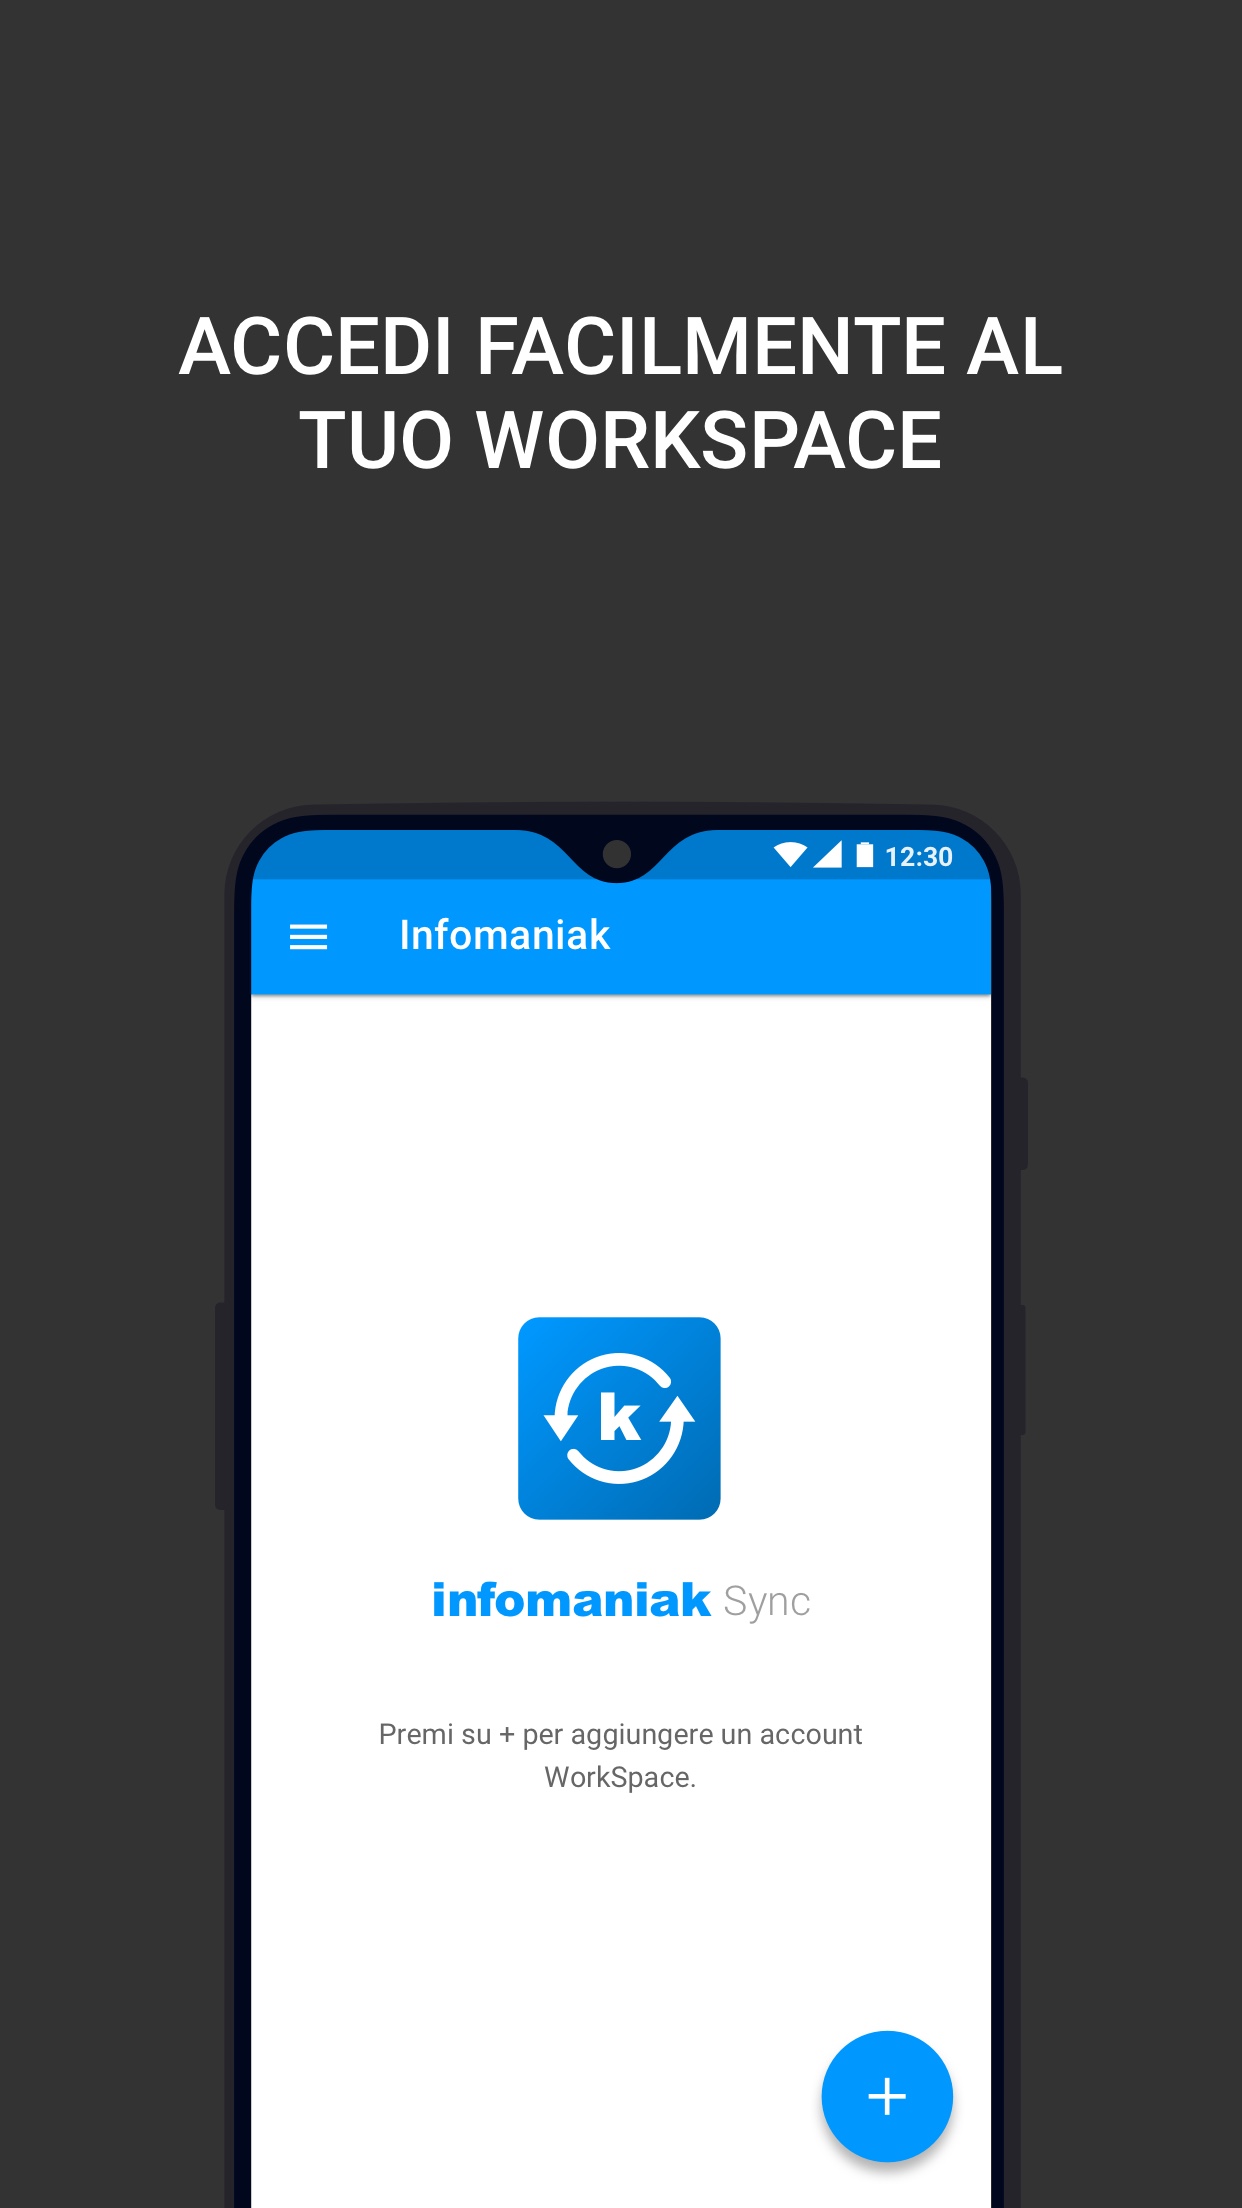 ACCEDI FACILMENTE AL
TUO WORKSPACE
12:30
Infomaniak
k
infomaniak Sync
Premi su + per aggiungere un account
WorkSpace.
+